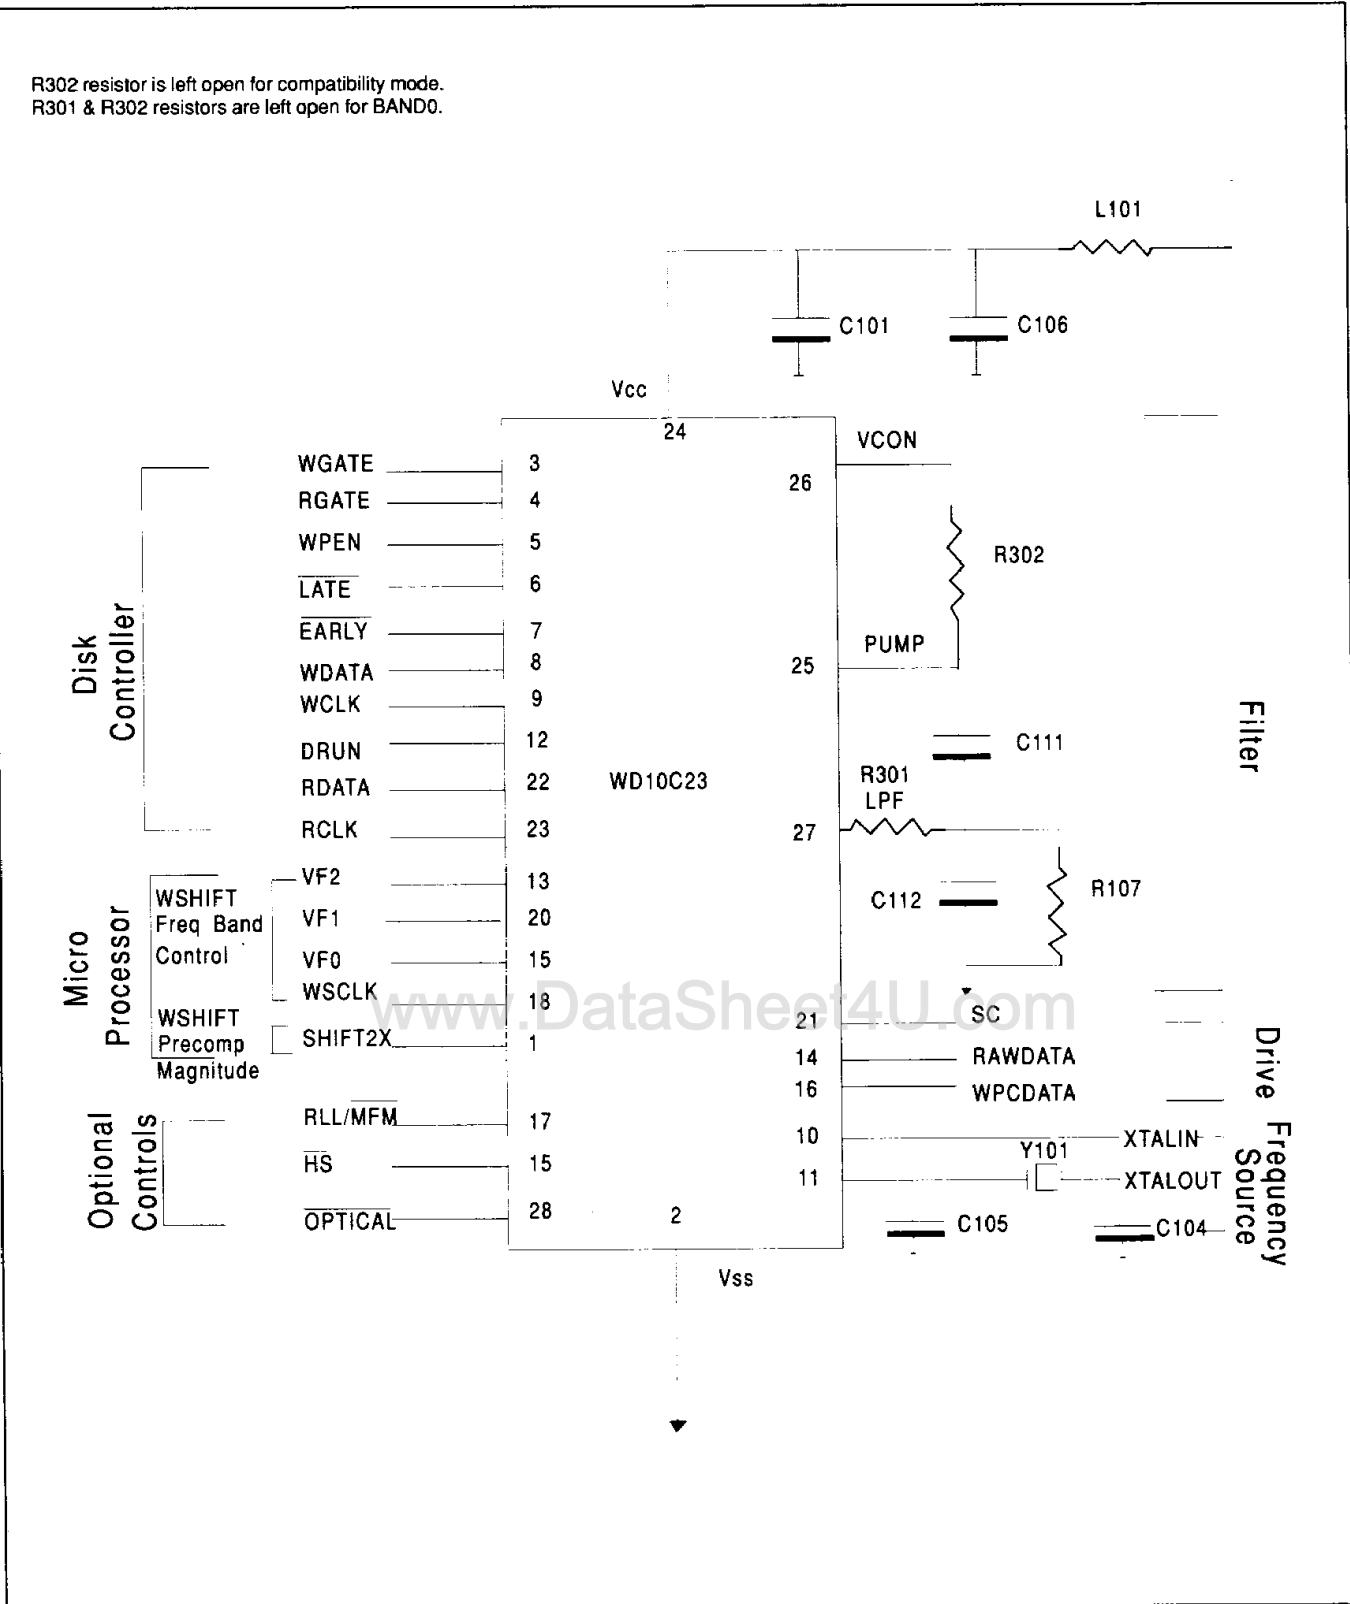 R302 resistor is left open for compatibility mode.
R301 & R302 resistors are left open for BAND0.
L101
C101
C106
Vcc
24
VCON
26
WGATE 3
RGATE 4
WPEN 5
LATE 6
EARLY 7
WDATA 8
WCLK 9
DRUN 12
RDATA 22
RCLK 23
Disk
Controller
R302
PUMP
25
C111
WD10C23
R301
LPF
27
Filter
C112
R107
VF2 13
VF1 20
VF0 15
WSCLK 18
SHIFT2X 1
WSHIFT
Freq Band
Control
WSHIFT
Precomp
Magnitude
Micro
Processor
www.DataSheet4U.com
21 SC
14 RAWDATA
16 WPCDATA
Drive
RLL/MFM 17
HS 15
OPTICAL 28
Optional
Controls
10 XTALIN
Y101
11 XTALOUT
C105
C104
Frequency
Source
2
Vss